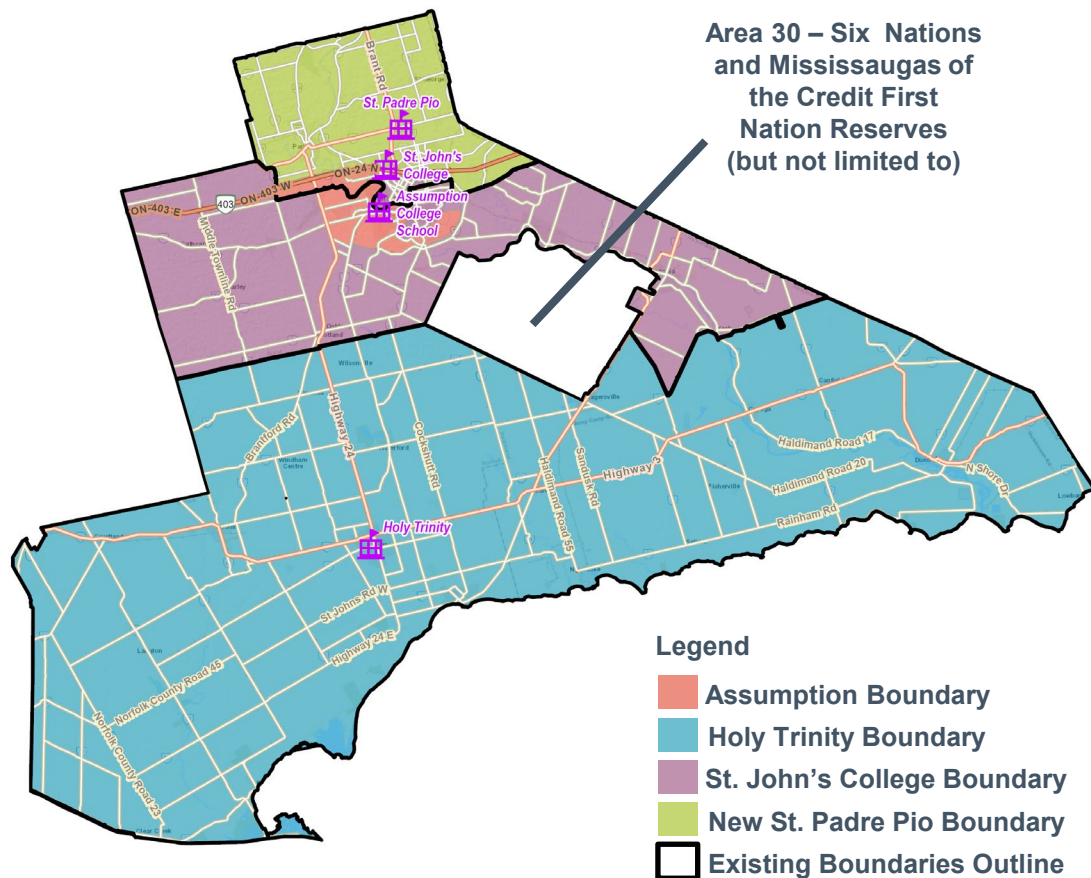 Area 30 – Six Nations
and Mississaugas of
the Credit First
Nation Reserves
(but not limited to)
Brant Rd
St. Padre Pio
St. John's
College
ON-24 N
ON-403 W
ON-403 E
403
Assumption
College
School
Middle Townline Rd
Wilsonville
Highway 24
Brantford Rd
Cockshutt Rd
Windham
Centre
Haldimand Road 55
Sandusk Rd
Highway 3
Haldimand Road 17
Haldimand Road 20
N Shore Dr
Rainham Rd
Holy Trinity
St Johns Rd W
Highway 24 E
Norfolk County Road 45
Norfolk County Road 23
Legend
Assumption Boundary
Holy Trinity Boundary
St. John’s College Boundary
New St. Padre Pio Boundary
Existing Boundaries Outline